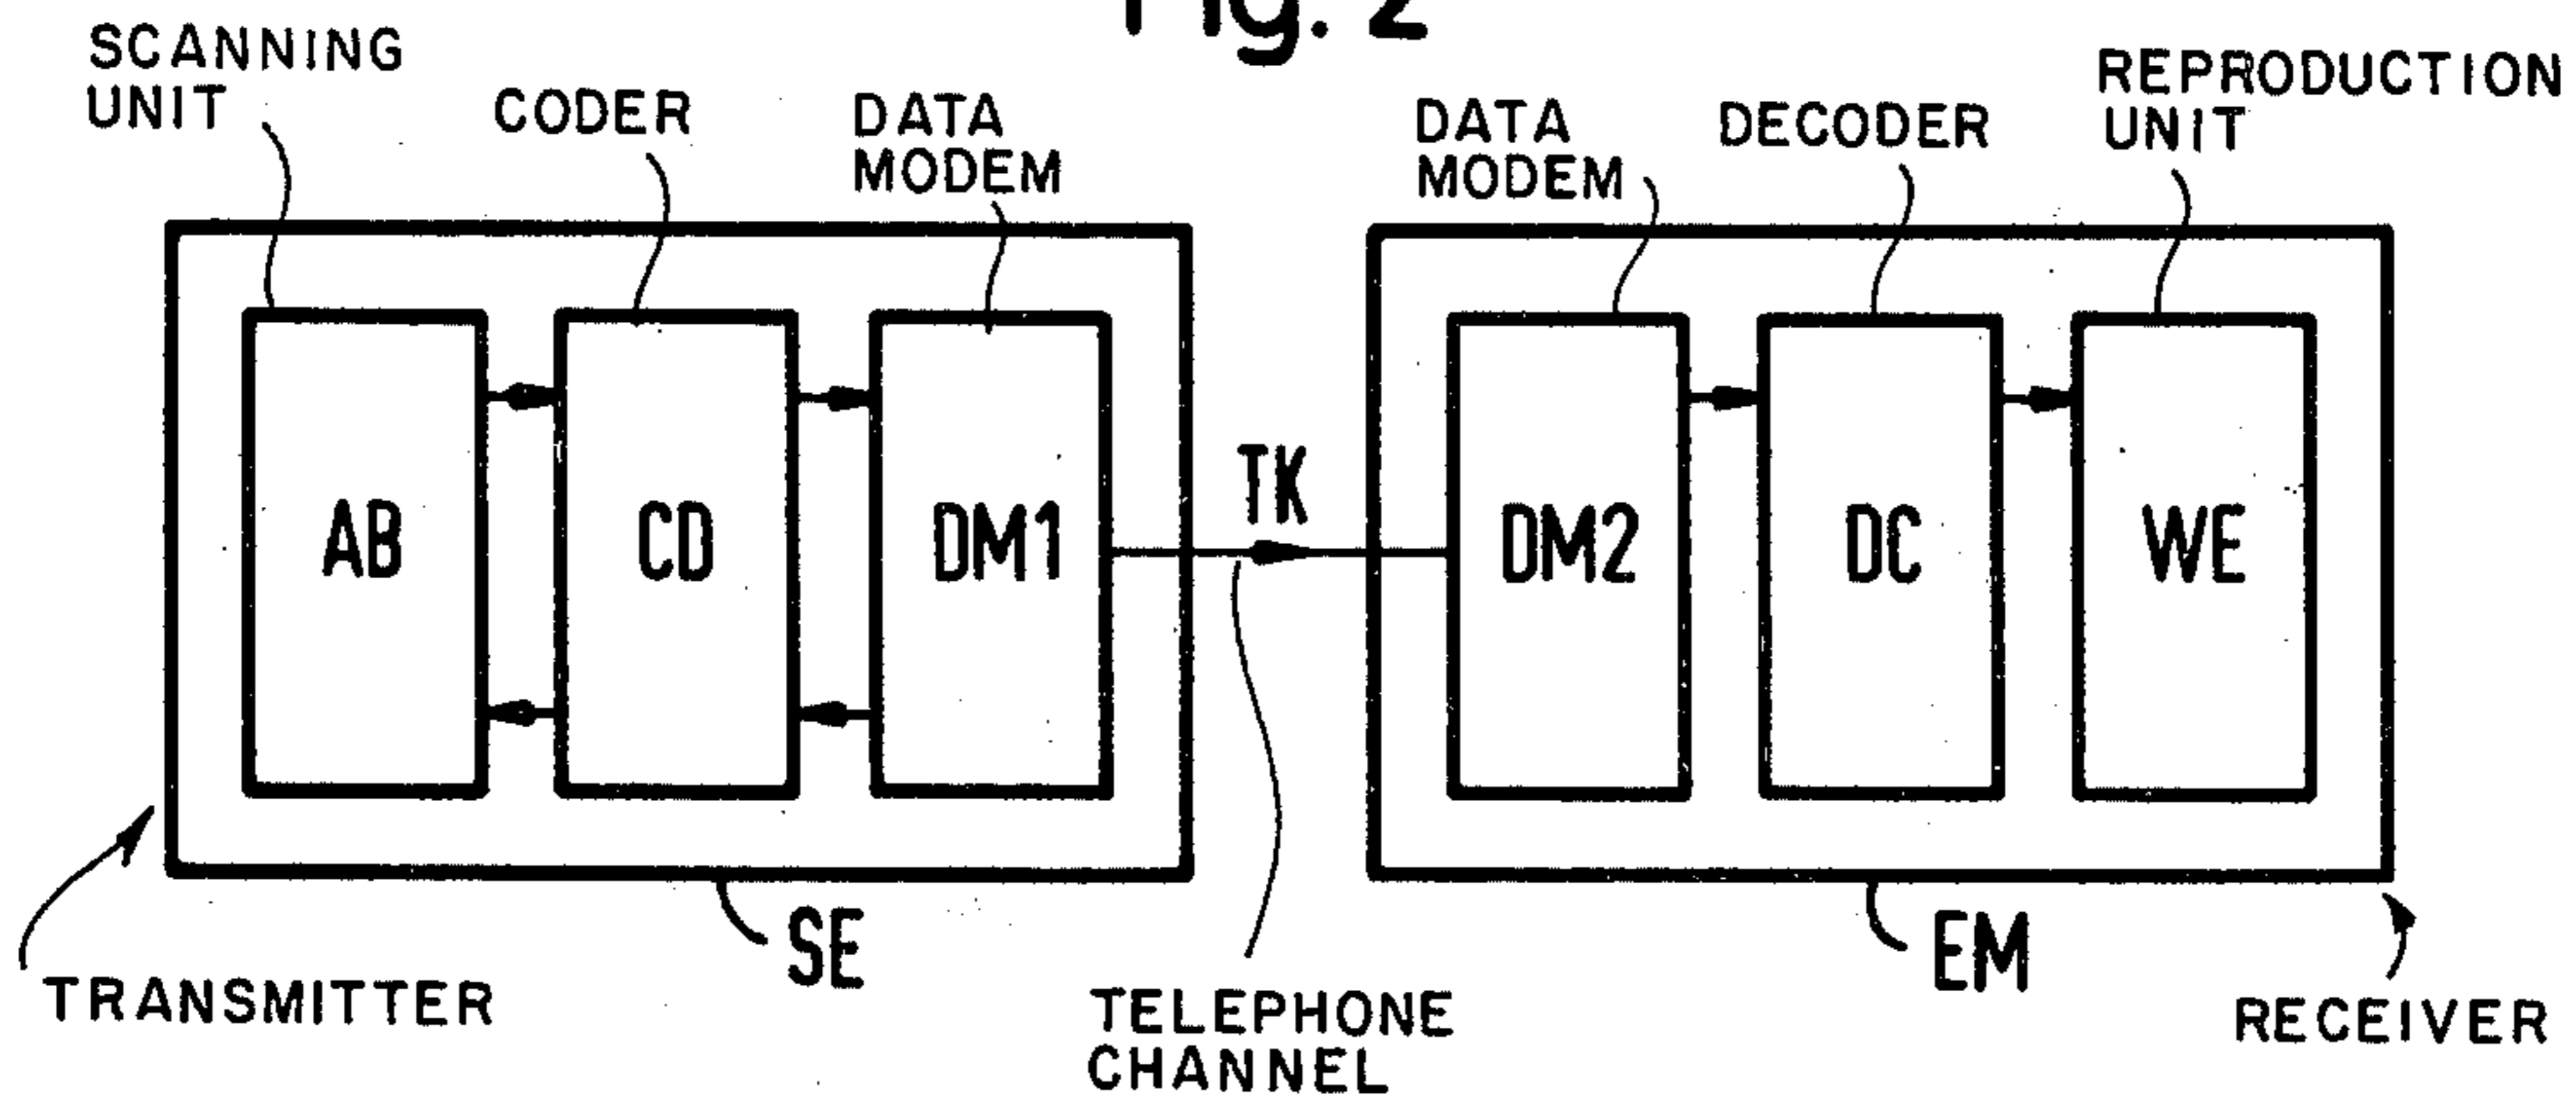 Fig. 2
SCANNING
UNIT
CODER
DATA
MODEM
DATA
MODEM
DECODER
REPRODUCTION
UNIT
AB
CD
DM1
TK
DM2
DC
WE
SE
EM
TRANSMITTER
TELEPHONE
CHANNEL
RECEIVER